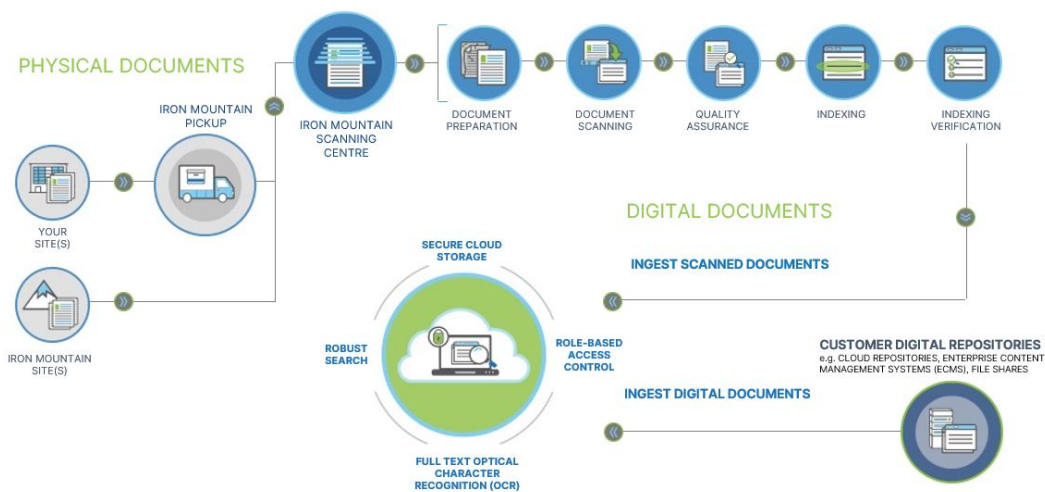 PHYSICAL DOCUMENTS
IRON MOUNTAIN
PICKUP
YOUR
SITE(S)
IRON MOUNTAIN
SITE(S)
IRON MOUNTAIN
SCANNING
CENTRE
DOCUMENT
PREPARATION
DOCUMENT
SCANNING
QUALITY
ASSURANCE
INDEXING
INDEXING
VERIFICATION
DIGITAL DOCUMENTS
INGEST SCANNED DOCUMENTS
SECURE CLOUD
STORAGE
ROBUST
SEARCH
ROLE-BASED
ACCESS
CONTROL
FULL TEXT OPTICAL
CHARACTER
RECOGNITION (OCR)
CUSTOMER DIGITAL REPOSITORIES
e.g. CLOUD REPOSITORIES, ENTERPRISE CONTENT
MANAGEMENT SYSTEMS (ECMS), FILE SHARES
INGEST DIGITAL DOCUMENTS